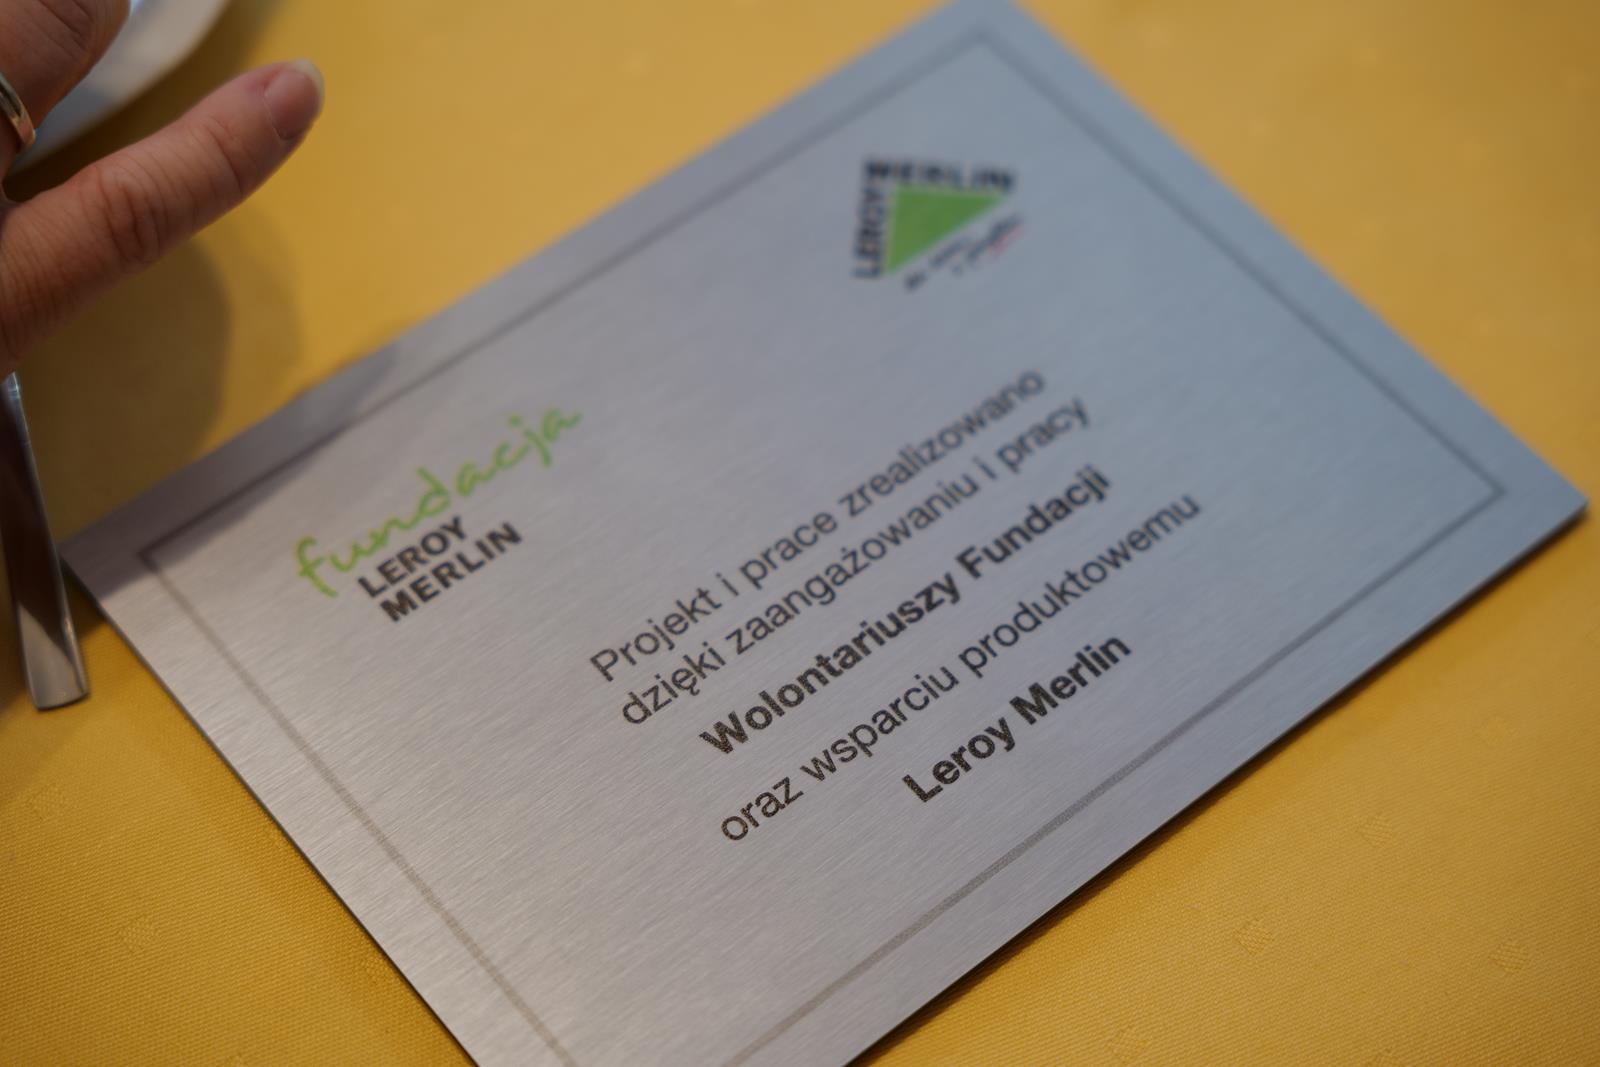 fundacja
LEROY
MERLIN
LEROY
MERLIN
Projekt i prace zrealizowano
dzięki zaangażowaniu i pracy
Wolontariuszy Fundacji
oraz wsparciu produktowemu
Leroy Merlin